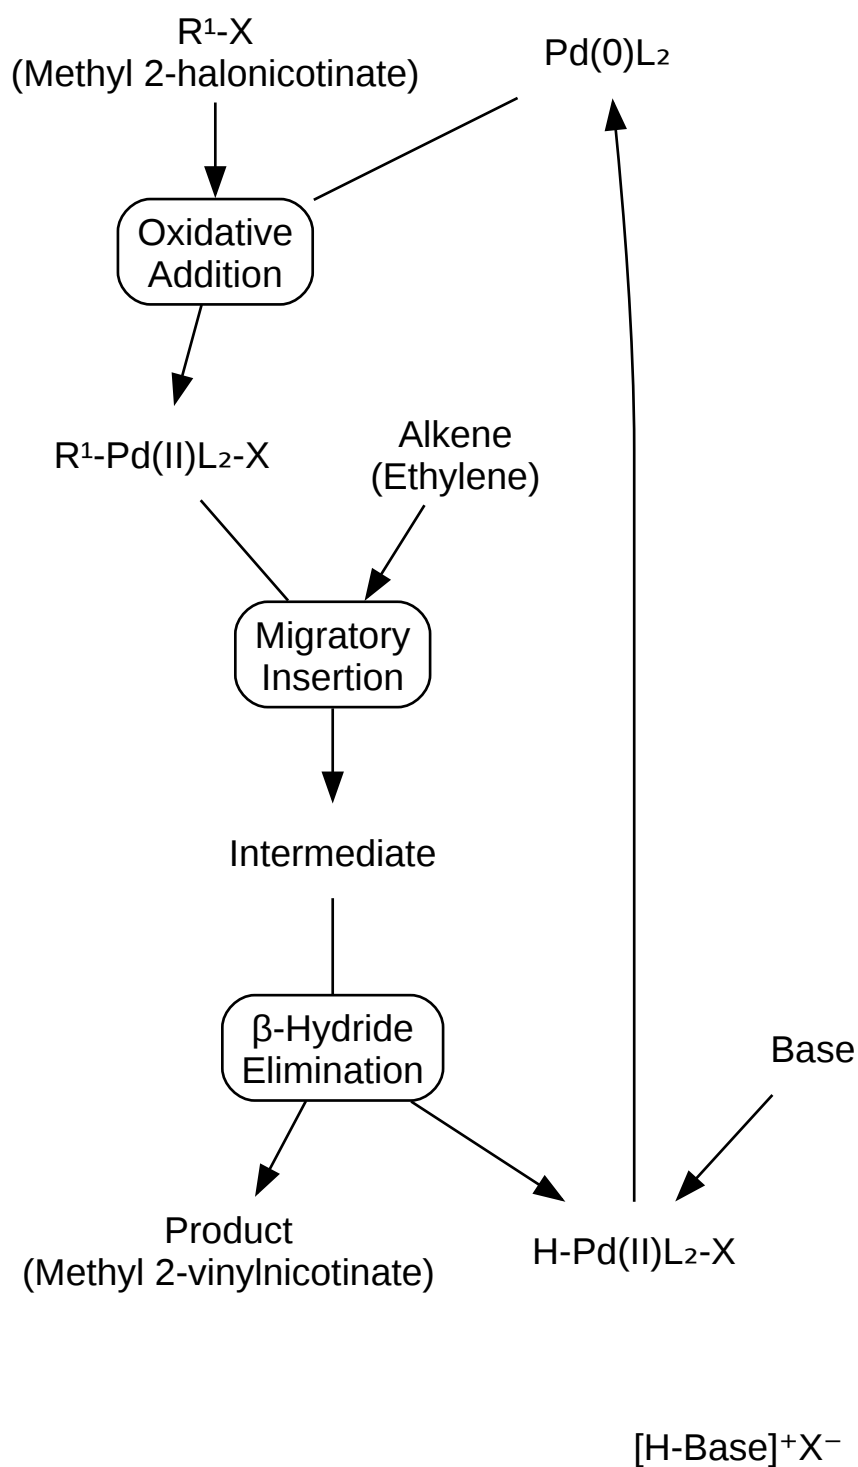 R¹-X
(Methyl 2-halonicotinate)
Pd(0)L₂
Oxidative
Addition
R¹-Pd(II)L₂-X
Alkene
(Ethylene)
Migratory
Insertion
Intermediate
β-Hydride
Elimination
Base
Product
(Methyl 2-vinylnicotinate)
H-Pd(II)L₂-X
[H-Base]⁺X⁻